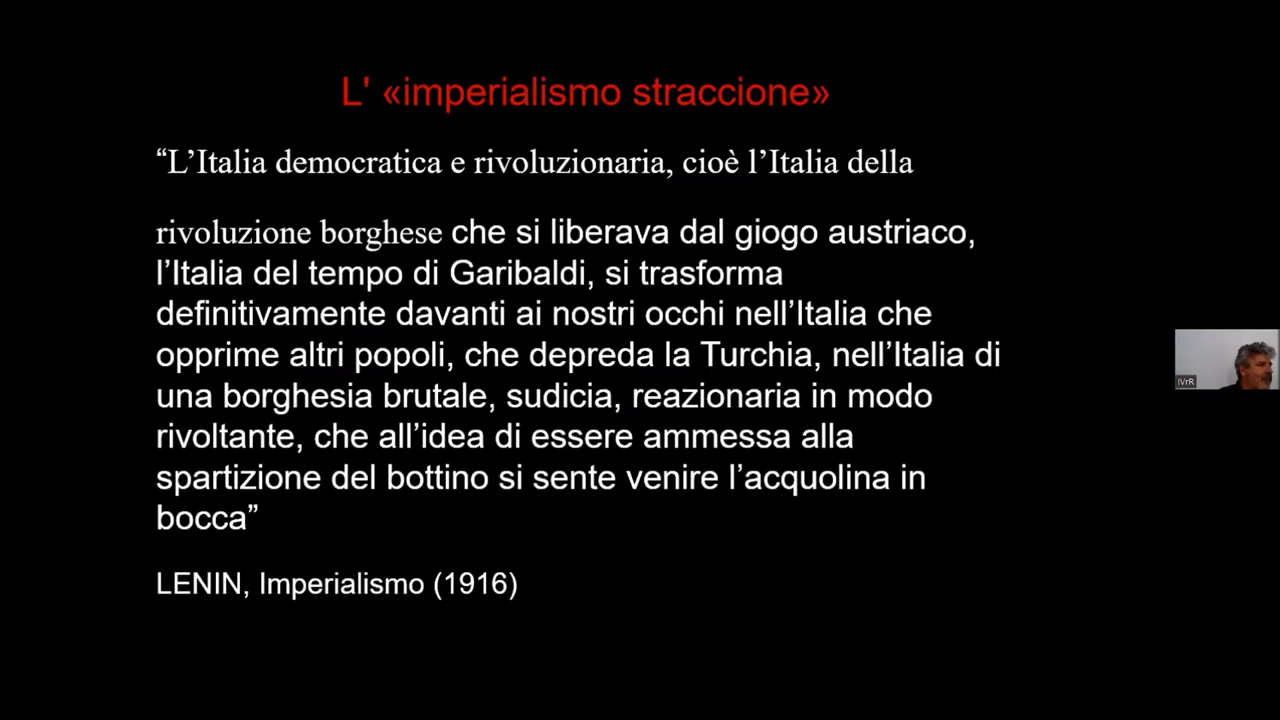 L' «imperialismo straccione»
“L’Italia democratica e rivoluzionaria, cioè l’Italia della
rivoluzione borghese che si liberava dal giogo austriaco,
l’Italia del tempo di Garibaldi, si trasforma
definitivamente davanti ai nostri occhi nell’Italia che
opprime altri popoli, che depreda la Turchia, nell’Italia di
una borghesia brutale, sudicia, reazionaria in modo
rivoltante, che all’idea di essere ammessa alla
spartizione del bottino si sente venire l’acquolina in
bocca”
LENIN, Imperialismo (1916)
IVrR